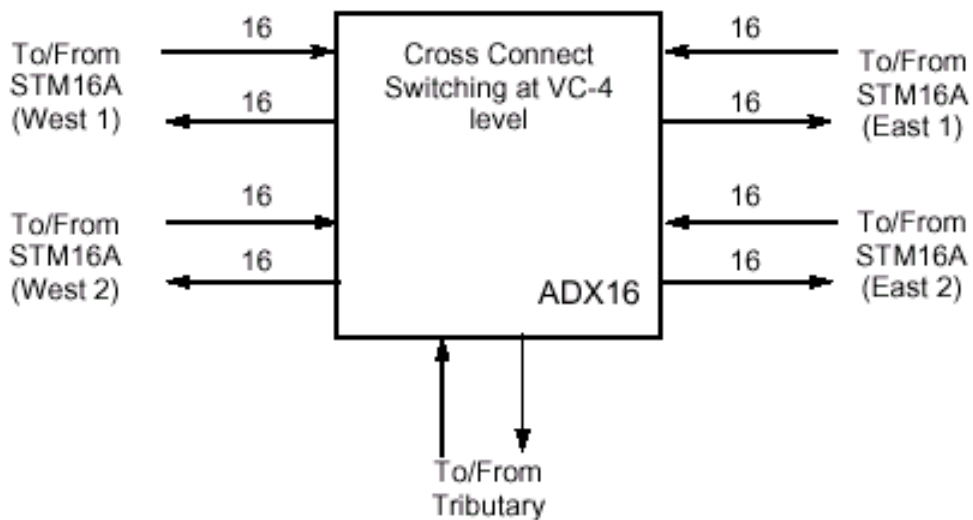 16
16
To/From
STM16A
(West 1)
Cross Connect
Switching at VC-4
level
To/From
STM16A
(East 1)
16
16
16
16
To/From
STM16A
(West 2)
To/From
STM16A
(East 2)
16
16
ADX16
To/From
Tributary